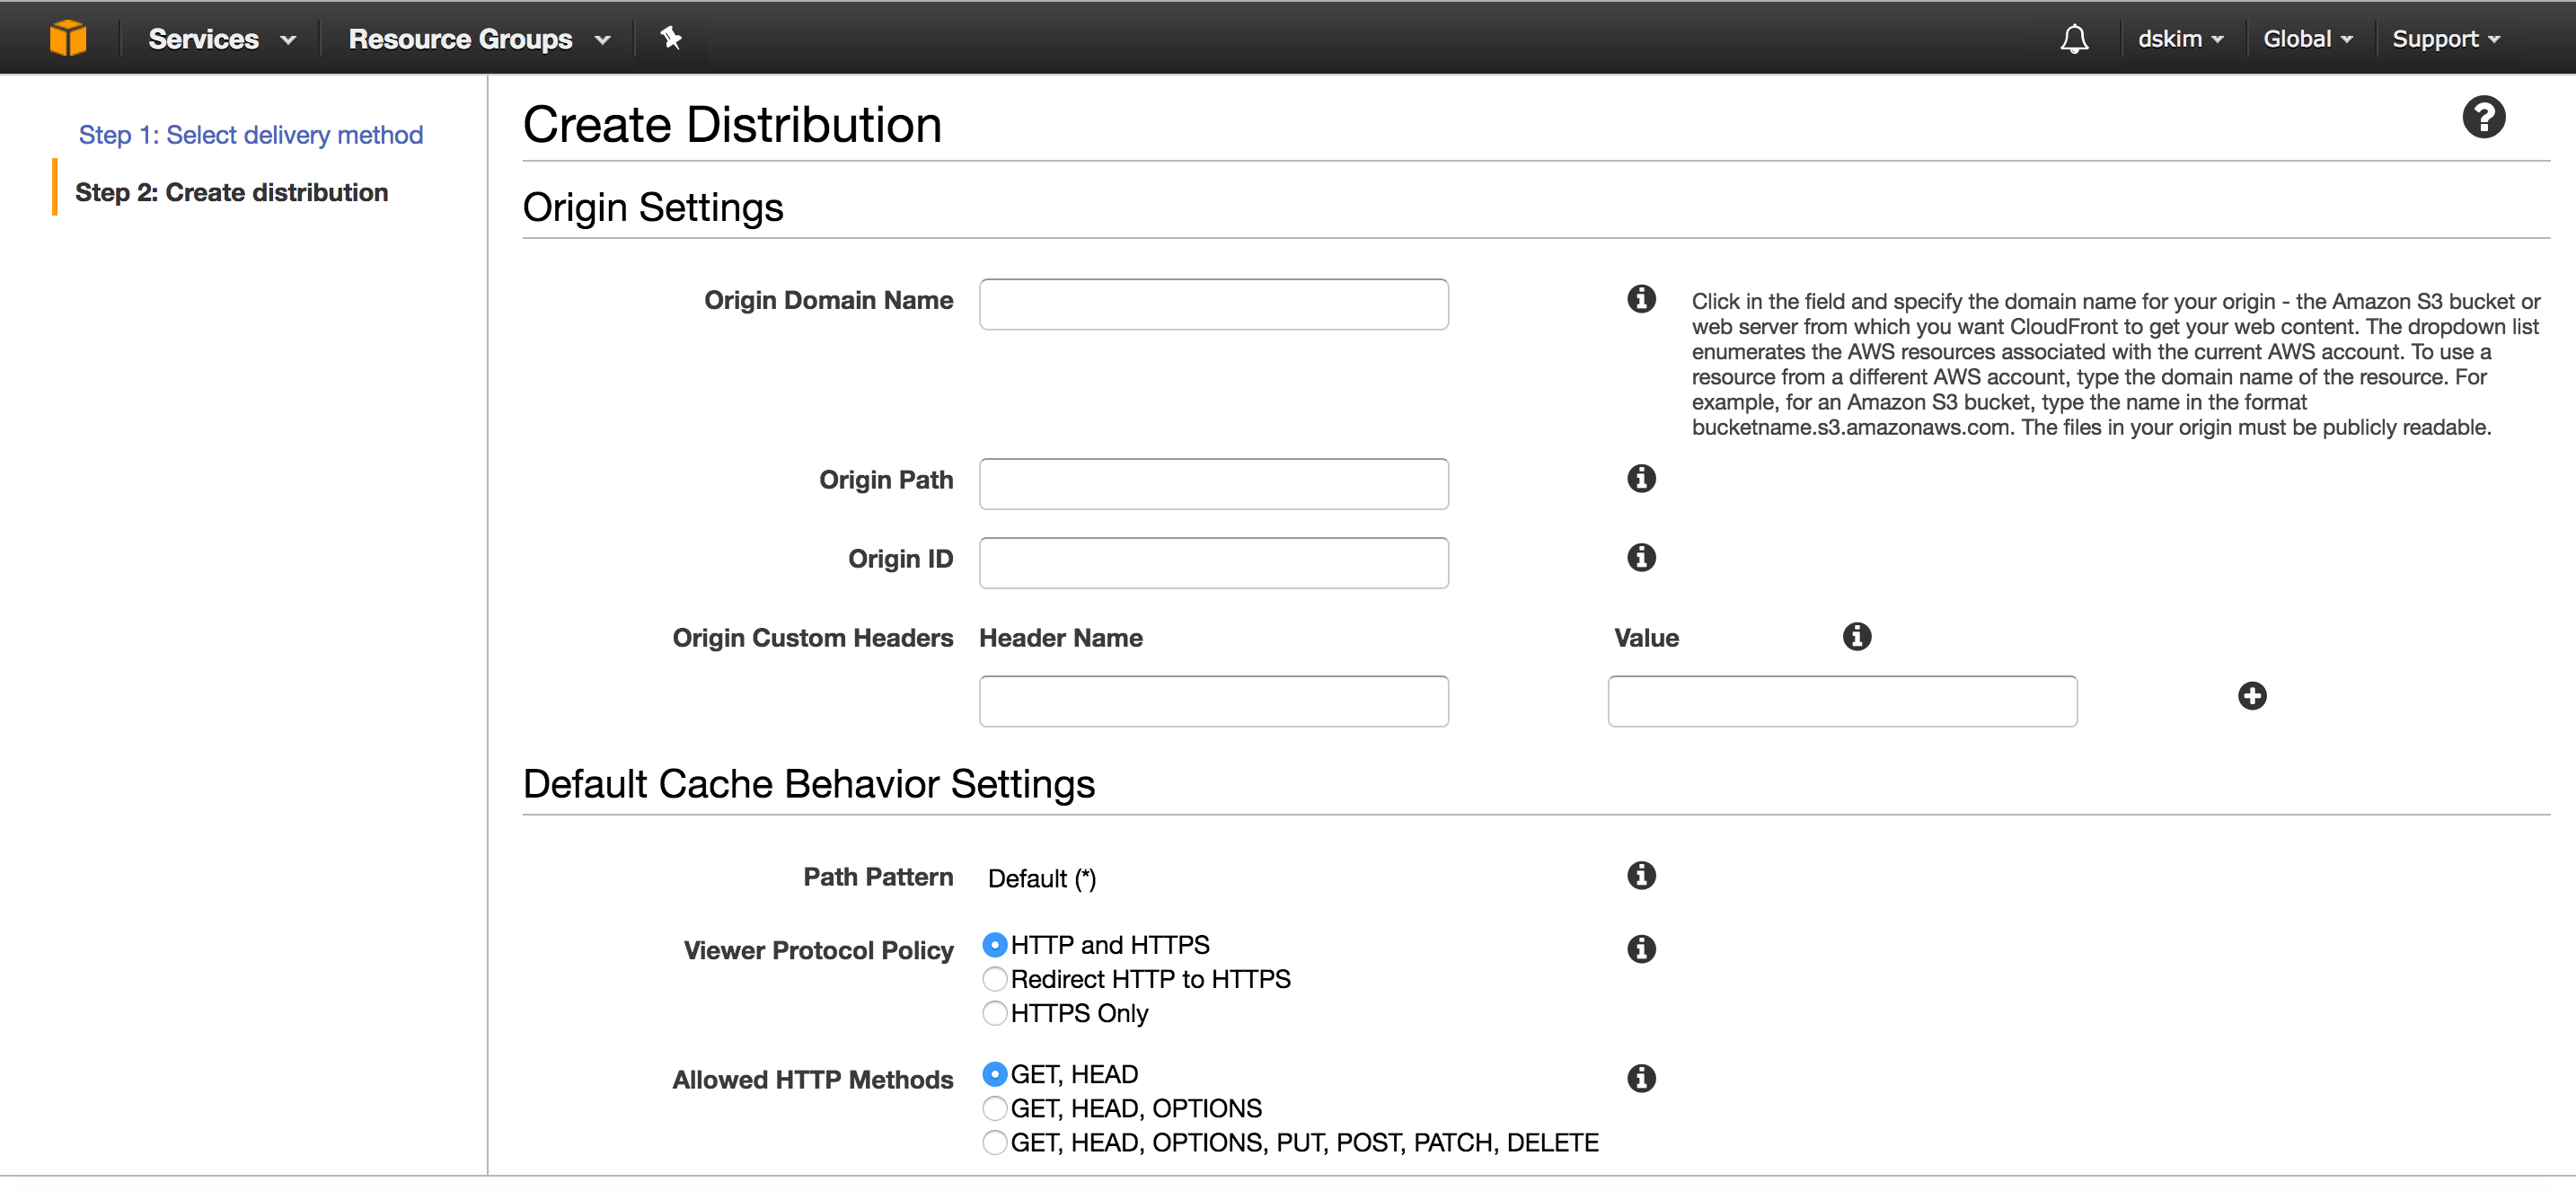 Services
Resource Groups
dskim
Global
Support
Step 1: Select delivery method
Step 2: Create distribution
Create Distribution
Origin Settings
Origin Domain Name
Click in the field and specify the domain name for your origin - the Amazon S3 bucket or
web server from which you want CloudFront to get your web content. The dropdown list
enumerates the AWS resources associated with the current AWS account. To use a
resource from a different AWS account, type the domain name of the resource. For
example, for an Amazon S3 bucket, type the name in the format
bucketname.s3.amazonaws.com. The files in your origin must be publicly readable.
Origin Path
Origin ID
Origin Custom Headers
Header Name
Value
Default Cache Behavior Settings
Path Pattern
Default (*)
Viewer Protocol Policy
HTTP and HTTPS
Redirect HTTP to HTTPS
HTTPS Only
Allowed HTTP Methods
GET, HEAD
GET, HEAD, OPTIONS
GET, HEAD, OPTIONS, PUT, POST, PATCH, DELETE